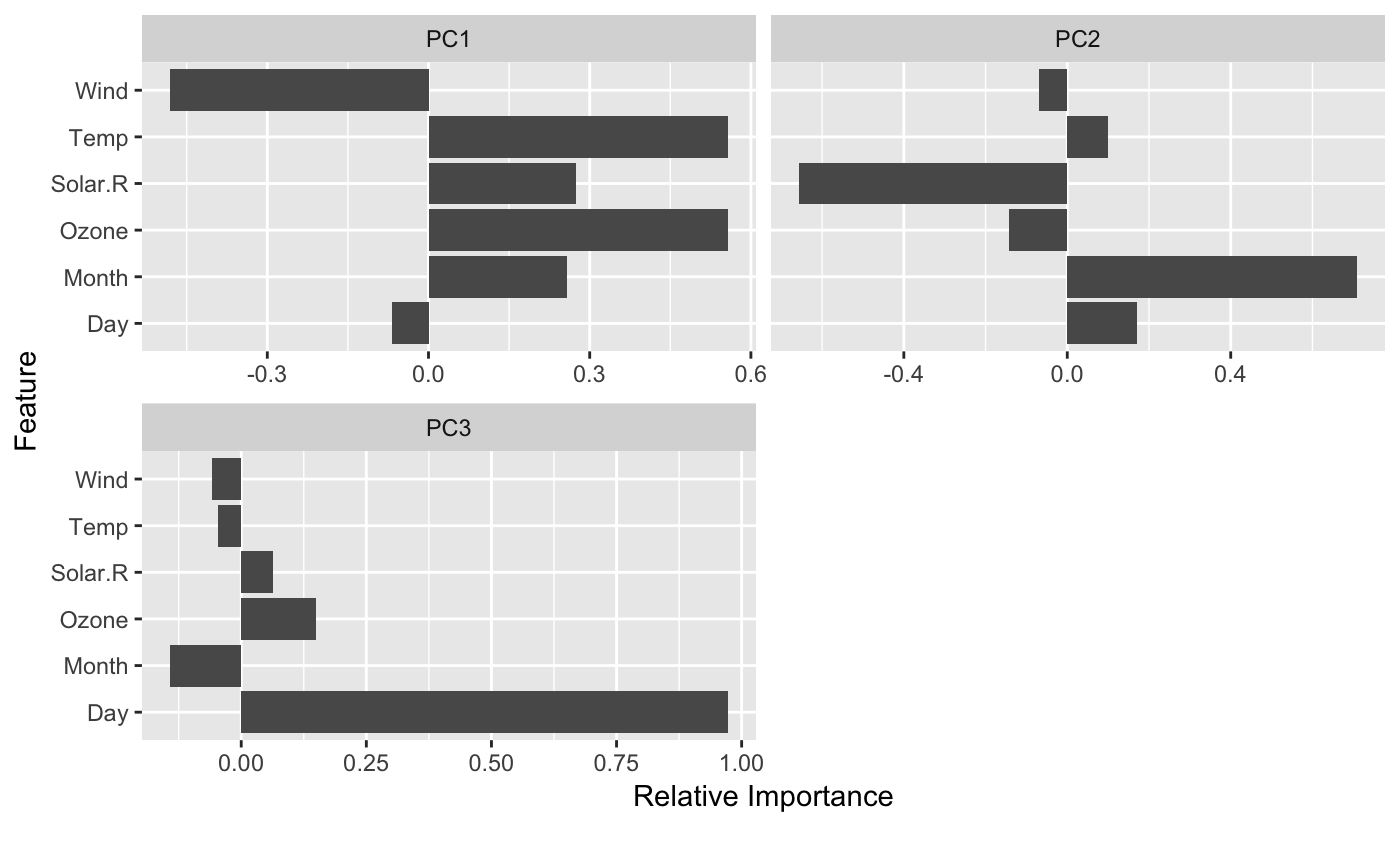 PC1
PC2
Wind
Temp
Solar.R
Ozone
Month
Day
-0.3 0.0 0.3 0.6
-0.4 0.0 0.4
Feature
PC3
Wind
Temp
Solar.R
Ozone
Month
Day
0.00 0.25 0.50 0.75 1.00
Relative Importance